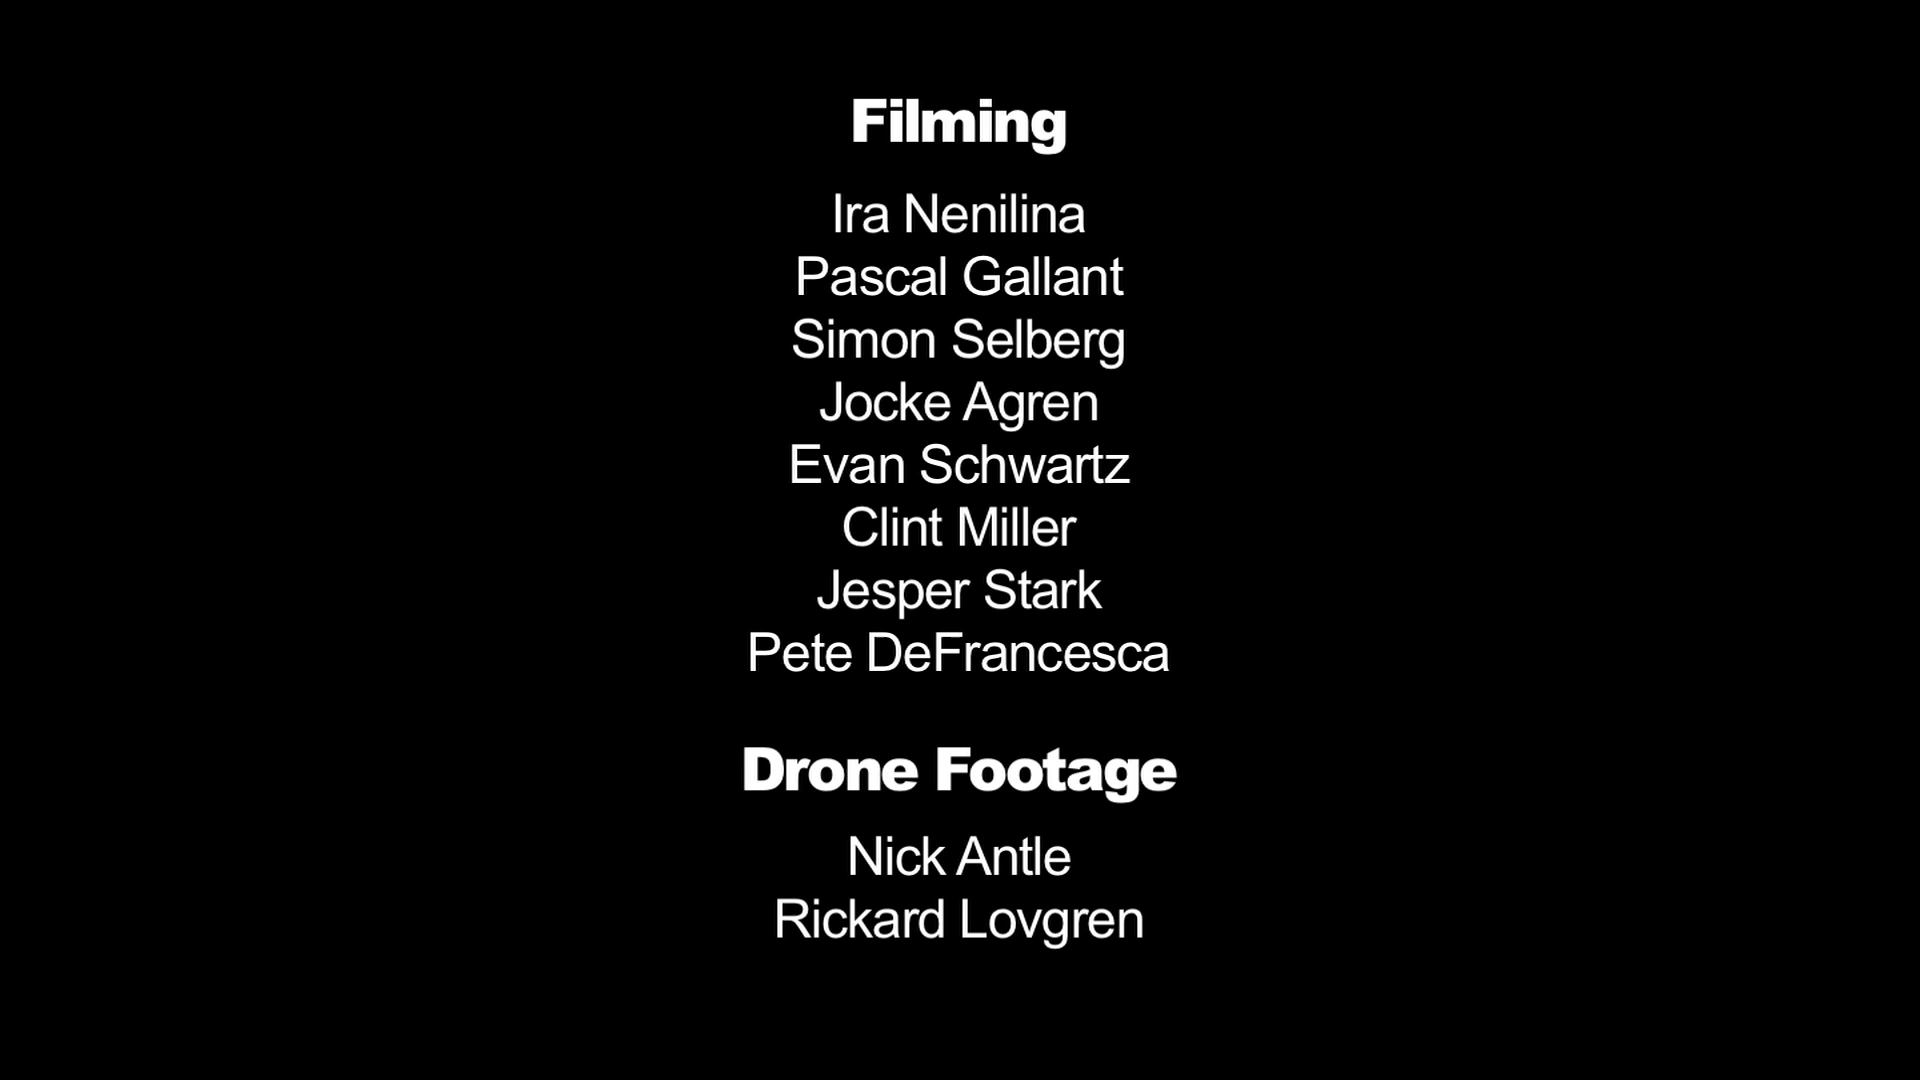 Filming
Ira Nenilina
Pascal Gallant
Simon Selberg
Jocke Agren
Evan Schwartz
Clint Miller
Jesper Stark
Pete DeFrancesca
Drone Footage
Nick Antle
Rickard Lovgren